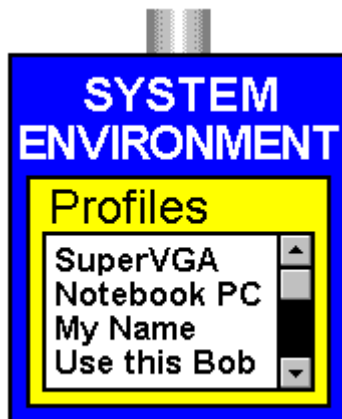 SYSTEM
ENVIRONMENT
Profiles
SuperVGA
Notebook PC
My Name
Use this Bob